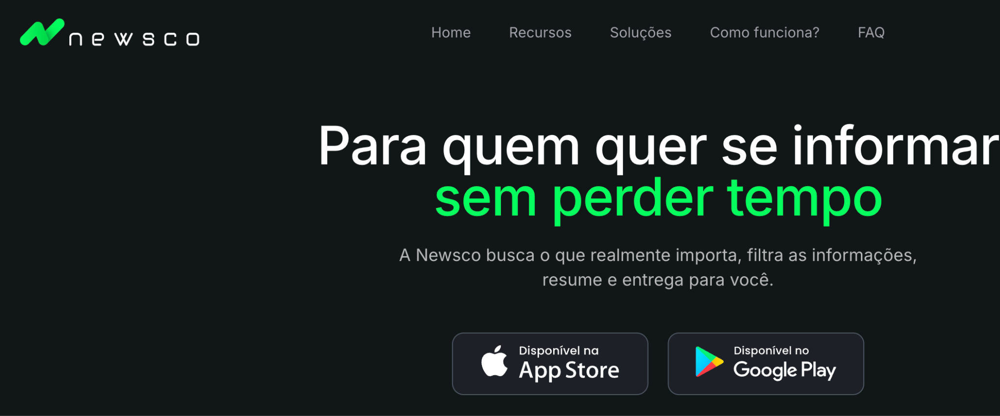 newsco
Home Recursos Soluções Como funciona? FAQ
Para quem quer se informar
sem perder tempo
A Newsco busca o que realmente importa, filtra as informações,
resume e entrega para você.
Disponível na
App Store
Disponível no
Google Play